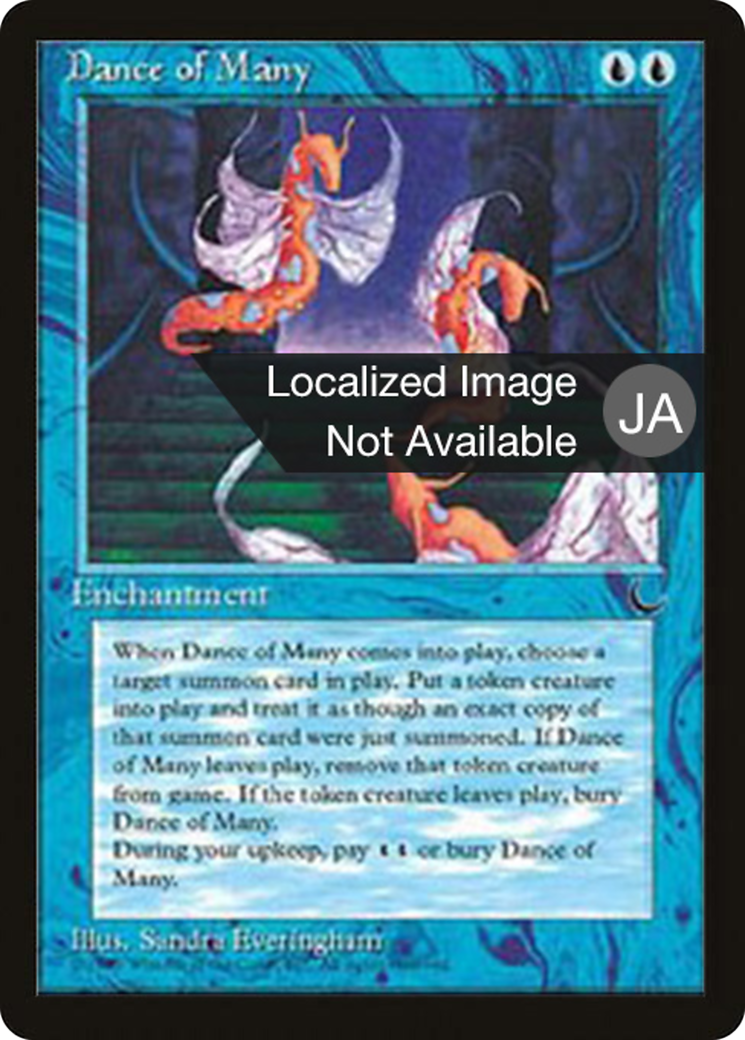 Dance of Many
Localized Image
Not Available
JA
Enchantment
When Dance of Many comes into play, choose a
target summon card in play. Put a token creature
into play and treat it as though an exact copy of
that summon card were just summoned. If Dance
of Many leaves play, remove that token creature
from game. If the token creature leaves play, bury
Dance of Many.
During your upkeep, pay or bury Dance of
Many.
Illus. Sandra Everingham
All rights reserved.